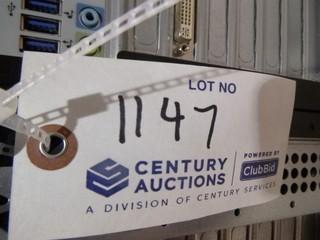 LOT NO
1147
CENTURY
AUCTIONS
POWERED BY
ClubBid
A DIVISION OF CENTURY SERVICES